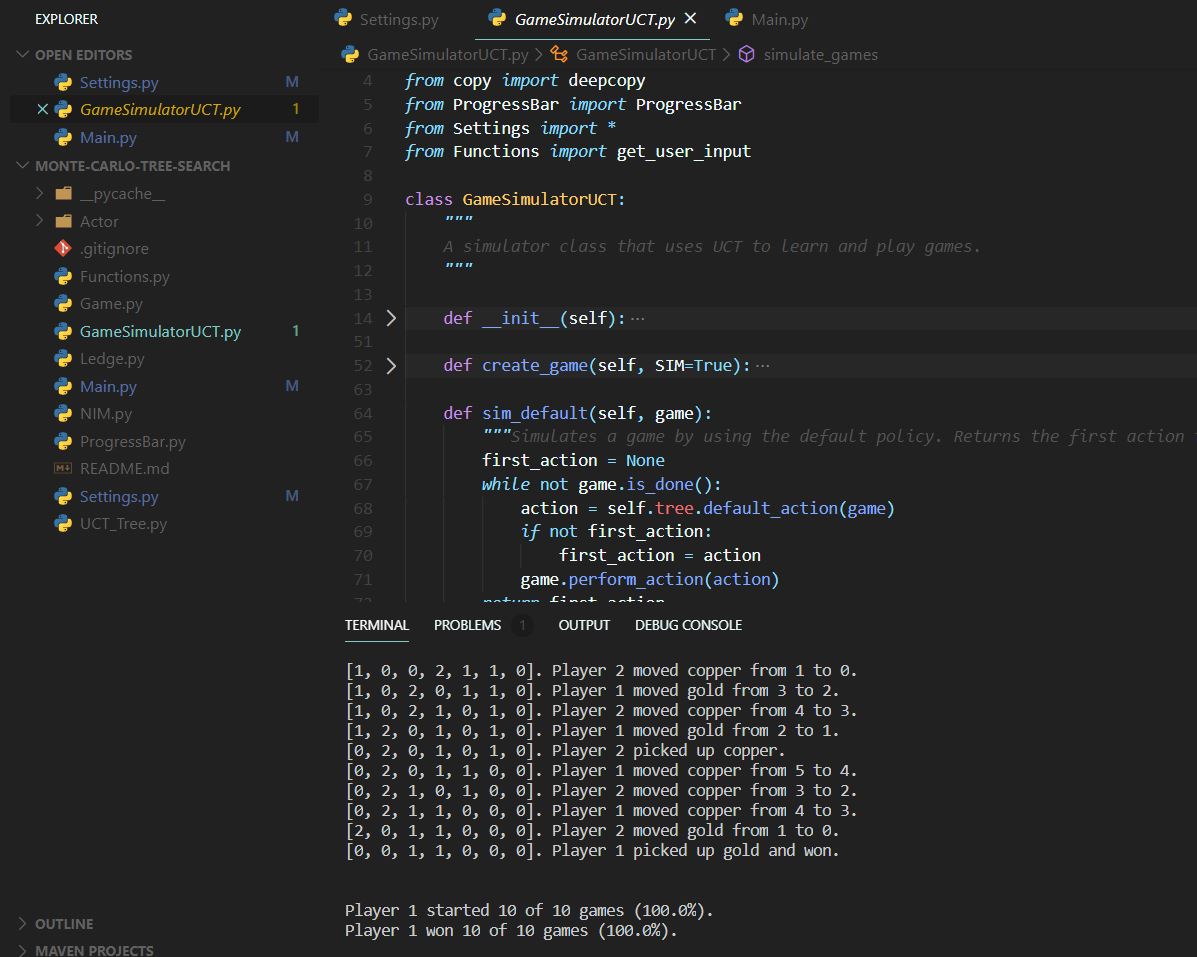 EXPLORER
OPEN EDITORS
Settings.py M
GameSimulatorUCT.py 1
Main.py M
MONTE-CARLO-TREE-SEARCH
__pycache__
Actor
.gitignore
Functions.py
Game.py
GameSimulatorUCT.py 1
Ledge.py
Main.py M
NIM.py
ProgressBar.py
README.md
Settings.py M
UCT_Tree.py
OUTLINE
MAVEN PROJECTS
Settings.py GameSimulatorUCT.py Main.py
GameSimulatorUCT.py > GameSimulatorUCT > simulate_games
4 from copy import deepcopy
5 from ProgressBar import ProgressBar
6 from Settings import *
7 from Functions import get_user_input
8
9 class GameSimulatorUCT:
10 """
11 A simulator class that uses UCT to learn and play games.
12 """
13
14 def __init__(self): ...
51
52 def create_game(self, SIM=True): ...
63
64 def sim_default(self, game):
65 """Simulates a game by using the default policy. Returns the first action
66 first_action = None
67 while not game.is_done():
68 action = self.tree.default_action(game)
69 if not first_action:
70 first_action = action
71 game.perform_action(action)
72 return first_action
TERMINAL PROBLEMS 1 OUTPUT DEBUG CONSOLE
[1, 0, 0, 2, 1, 1, 0]. Player 2 moved copper from 1 to 0.
[1, 0, 2, 0, 1, 1, 0]. Player 1 moved gold from 3 to 2.
[1, 0, 2, 1, 0, 1, 0]. Player 2 moved copper from 4 to 3.
[1, 2, 0, 1, 0, 1, 0]. Player 1 moved gold from 2 to 1.
[0, 2, 0, 1, 0, 1, 0]. Player 2 picked up copper.
[0, 2, 0, 1, 1, 0, 0]. Player 1 moved copper from 5 to 4.
[0, 2, 1, 0, 1, 0, 0]. Player 2 moved copper from 3 to 2.
[0, 2, 1, 1, 0, 0, 0]. Player 1 moved copper from 4 to 3.
[2, 0, 1, 1, 0, 0, 0]. Player 2 moved gold from 1 to 0.
[0, 0, 1, 1, 0, 0, 0]. Player 1 picked up gold and won.
Player 1 started 10 of 10 games (100.0%).
Player 1 won 10 of 10 games (100.0%).